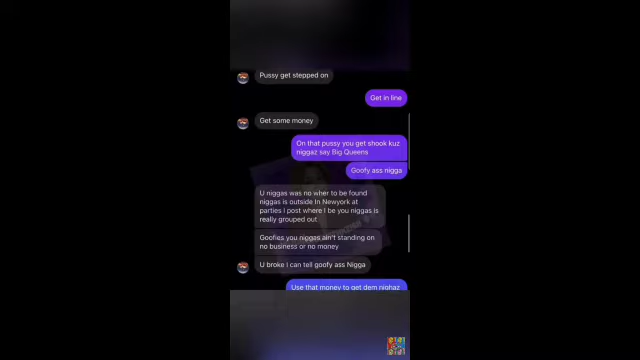 Pussy get stepped on
Get in line
Get some money
On that pussy you get shook kuz
niggaz say Big Queens
Goofy ass nigga
U niggas was no wher to be found
niggas is outside In Newyork at
parties I post where I be you niggas is
really grouped out
Goofies you niggas ain't standing on
no business or no money
U broke I can tell goofy ass Nigga
Use that money to get dem nighaz